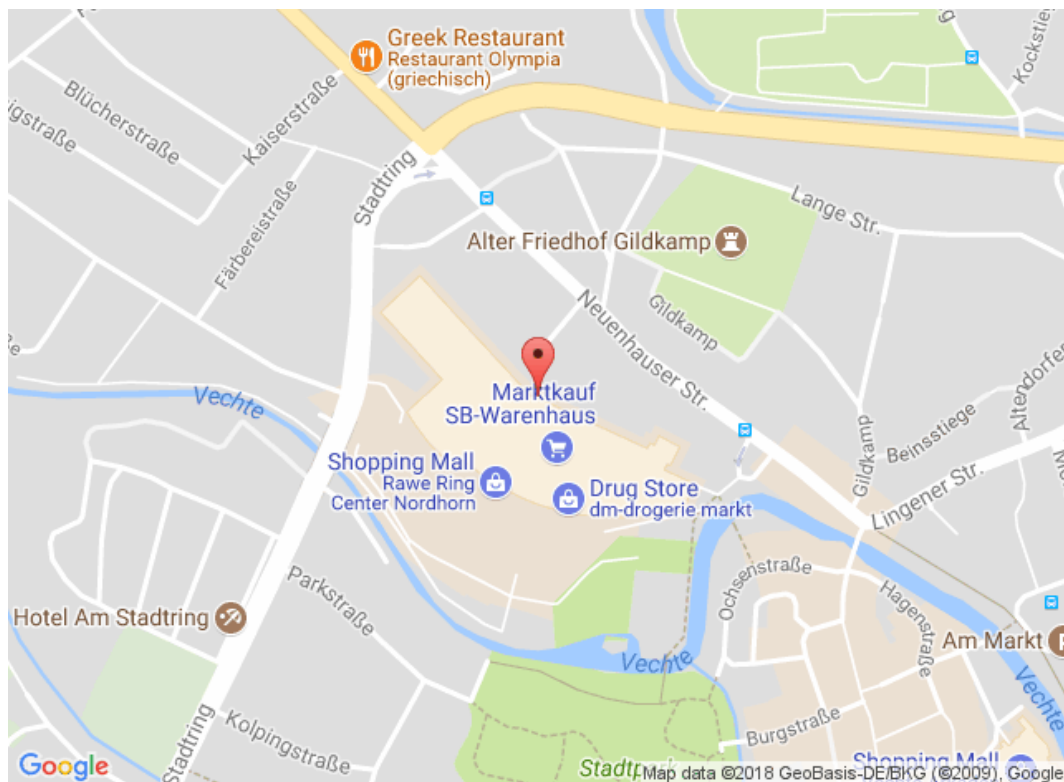 Greek Restaurant
Restaurant Olympia
(griechisch)
Kockstieg
Blücherstraße
Kaiserstraße
Stadtring
Färbereistraße
Lange Str.
Alter Friedhof Gildkamp
Gildkamp
Neuenhauser Str.
Marktkauf
SB-Warenhaus
Vechte
Shopping Mall
Rawe Ring
Center Nordhorn
Drug Store
dm-drogerie markt
Gildkamp
Beinsstiege
Altendorfer
Lingener Str.
Parkstraße
Ochsenstraße
Hagenstraße
Hotel Am Stadtring
Am Markt
Vechte
Vechte
Stadtring
Kolpingstraße
Burgstraße
Shopping Mall
Stadtpark
Google
Map data ©2018 GeoBasis-DE/BKG (©2009), Google